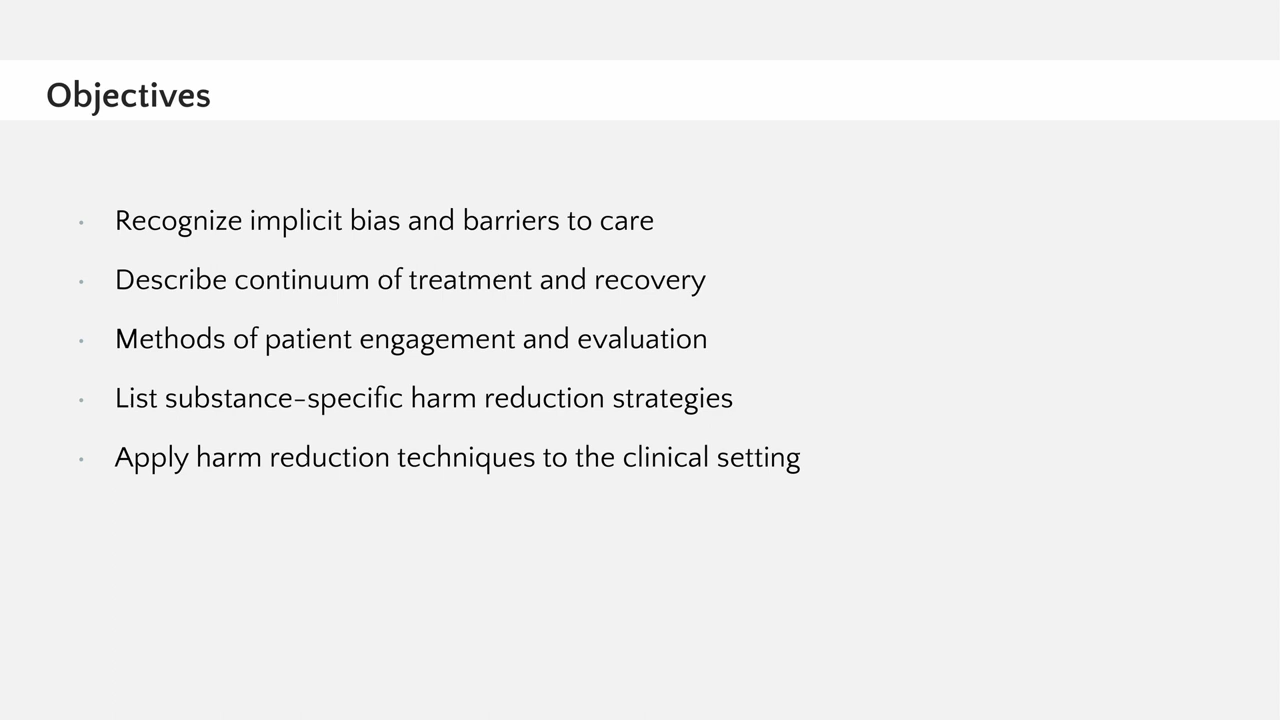 Objectives
• Recognize implicit bias and barriers to care
• Describe continuum of treatment and recovery
• Methods of patient engagement and evaluation
• List substance-specific harm reduction strategies
• Apply harm reduction techniques to the clinical setting